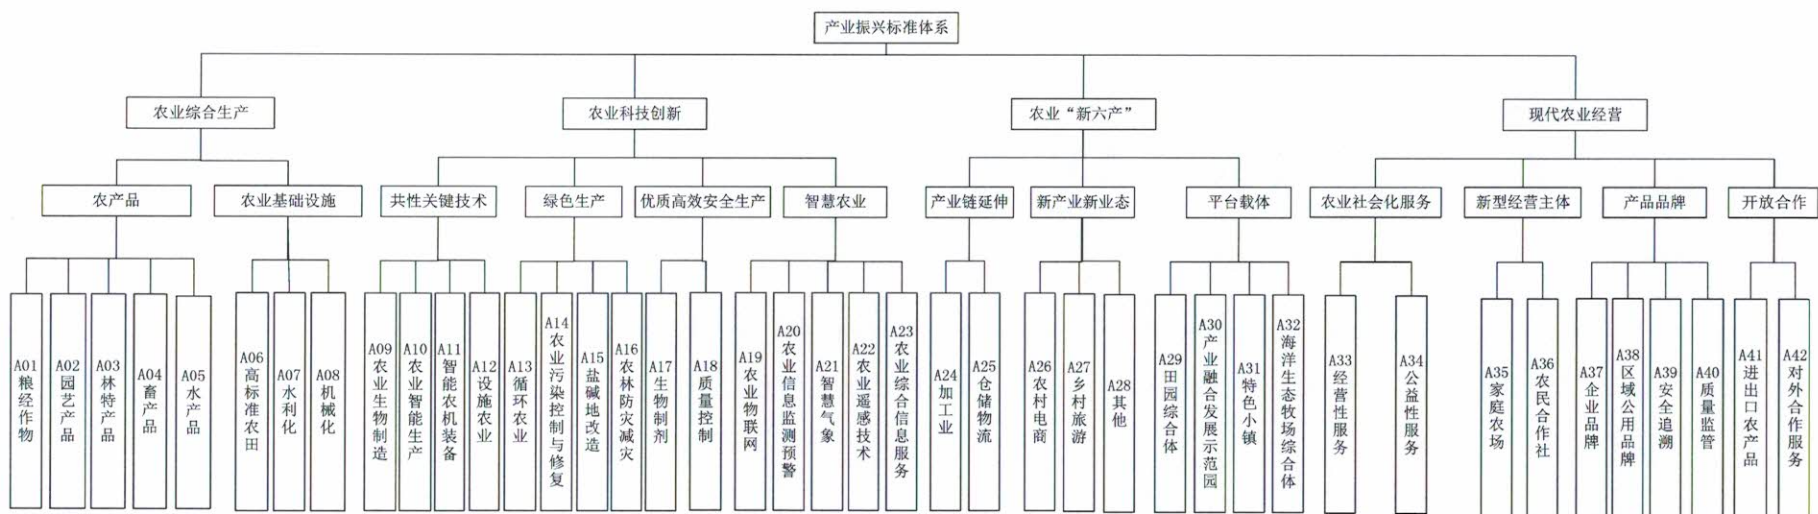 产业振兴标准体系
农业综合生产
农业科技创新
农业“新六产”
现代农业经营
农产品
农业基础设施
共性关键技术
绿色生产
优质高效安全生产
智慧农业
产业链延伸
新产业新业态
平台载体
农业社会化服务
新型经营主体
产品品牌
开放合作
A01粮经作物
A02园艺产品
A03林特产品
A04畜产品
A05水产品
A06高标准农田
A07水利化
A08机械化
A09农业生物制造
A10农业智能生产
A11智能农机装备
A12设施农业
A13循环农业
A14农业污染控制与修复
A15盐碱地改造
A16农林防灾减灾
A17生物制剂
A18质量控制
A19农业物联网
A20农业信息监测预警
A21智慧气象
A22农业遥感技术
A23农业综合信息服务
A24加工业
A25仓储物流
A26农村电商
A27乡村旅游
A28其他
A29田园综合体
A30产业融合发展示范园
A31特色小镇
A32海洋生态牧场综合体
A33经营性服务
A34公益性服务
A35家庭农场
A36农民合作社
A37企业品牌
A38区域公用品牌
A39安全追溯
A40质量监管
A41进出口农产品
A42对外合作服务